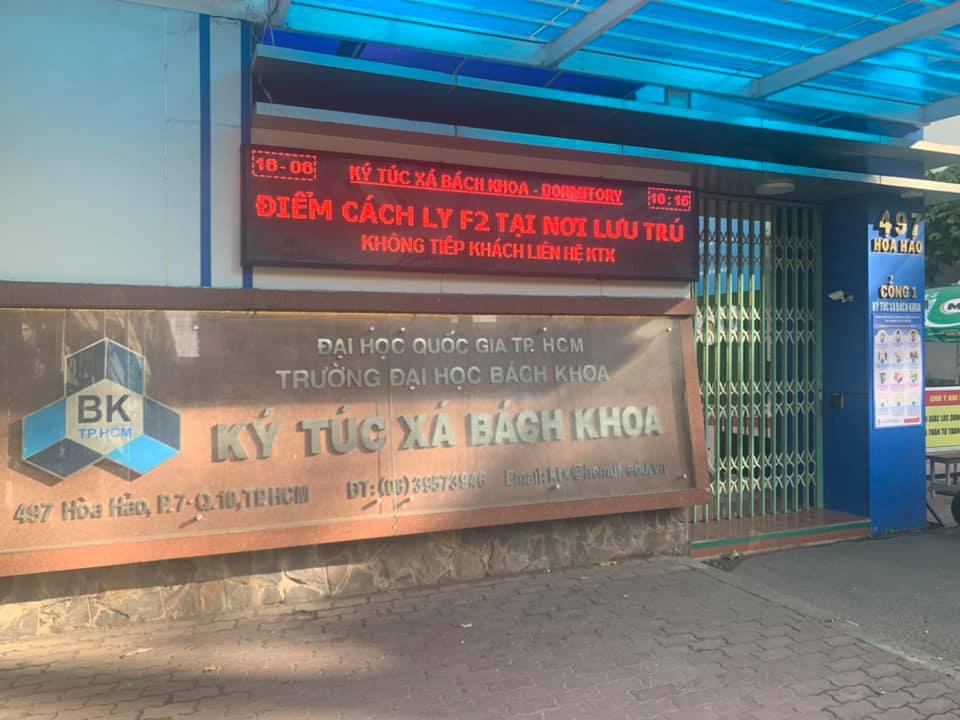 16-06
KÝ TÚC XÁ BÁCH KHOA - DORMITORY
10:16
ĐIỂM CÁCH LY F2 TẠI NƠI LƯU TRÚ
KHÔNG TIẾP KHÁCH LIÊN HỆ KTX
ĐẠI HỌC QUỐC GIA TP. HCM
TRƯỜNG ĐẠI HỌC BÁCH KHOA
KÝ TÚC XÁ BÁCH KHOA
BK
TP.HCM
497 Hòa Hảo, P.7-Q.10, TP.HCM
ĐT: (08) 39573946
Email: ktx@hcmut.edu.vn
497
HÒA HẢO
CỔNG 1
KÝ TÚC XÁ BÁCH KHOA
CHÚ Ý KHI